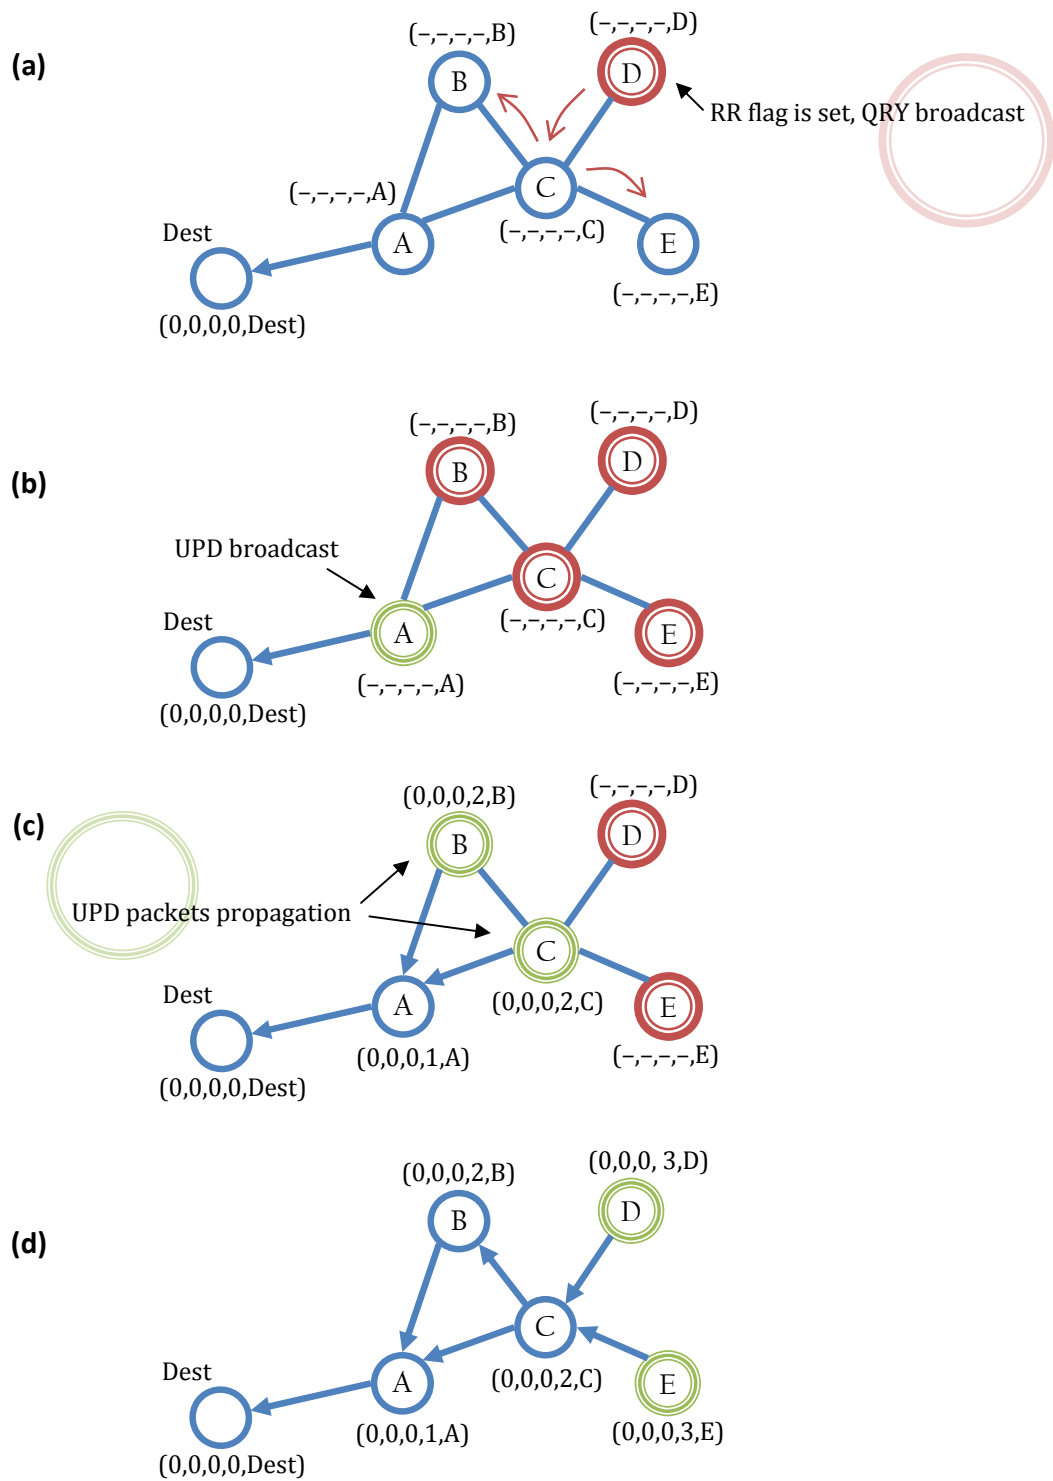 (a)
(–,–,–,–,B)
(–,–,–,–,D)
B
D
RR flag is set, QRY broadcast
(–,–,–,–,A)
C
Dest
A
(–,–,–,–,C)
E
(–,–,–,–,E)
(0,0,0,0,Dest)
(b)
(–,–,–,–,B)
(–,–,–,–,D)
B
D
UPD broadcast
C
Dest
A
(–,–,–,–,C)
E
(–,–,–,–,A)
(–,–,–,–,E)
(0,0,0,0,Dest)
(c)
(0,0,0,2,B)
(–,–,–,–,D)
B
D
UPD packets propagation
C
Dest
A
(0,0,0,2,C)
E
(0,0,0,1,A)
(–,–,–,–,E)
(0,0,0,0,Dest)
(d)
(0,0,0,2,B)
(0,0,0, 3,D)
B
D
C
Dest
A
(0,0,0,2,C)
E
(0,0,0,1,A)
(0,0,0,3,E)
(0,0,0,0,Dest)